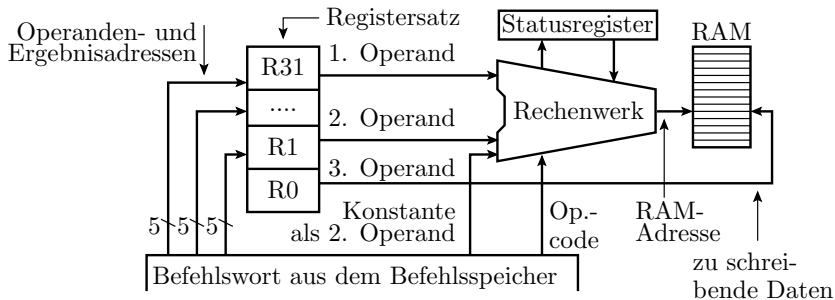 Operanden- und
Ergebnisadressen
Registersatz
Statusregister
RAM
R31
....
R1
R0
1. Operand
2. Operand
3. Operand
Rechenwerk
5
5
5
Konstante
als 2. Operand
Op.-
code
RAM-
Adresse
zu schrei-
bende Daten
Befehlswort aus dem Befehlsspeicher